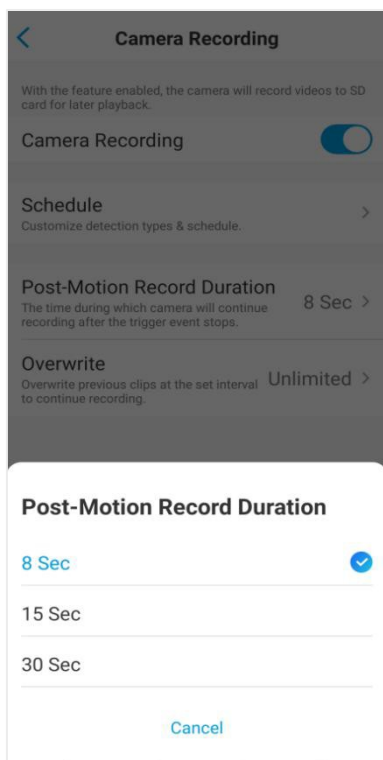 Camera Recording
With the feature enabled, the camera will record videos to SD
card for later playback.
Camera Recording
Schedule
Customize detection types & schedule.
Post-Motion Record Duration
The time during which camera will continue
recording after the trigger event stops.
8 Sec
Overwrite
Overwrite previous clips at the set interval
to continue recording.
Unlimited
Post-Motion Record Duration
8 Sec
15 Sec
30 Sec
Cancel